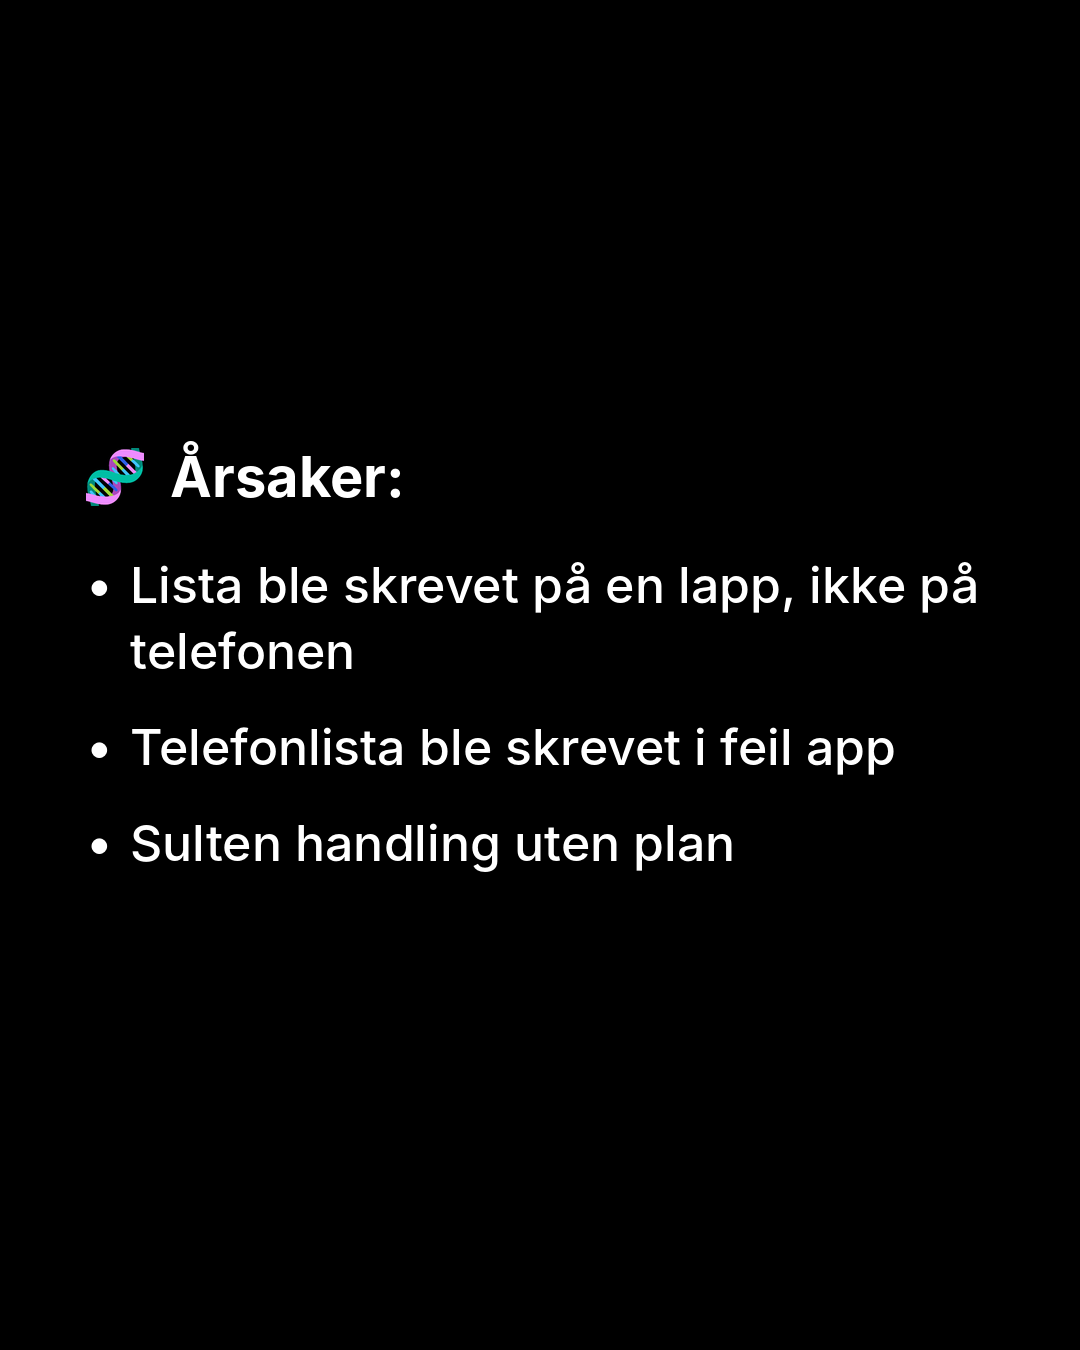 🧬 Årsaker:
• Lista ble skrevet på en lapp, ikke på
telefonen
• Telefonlista ble skrevet i feil app
• Sulten handling uten plan